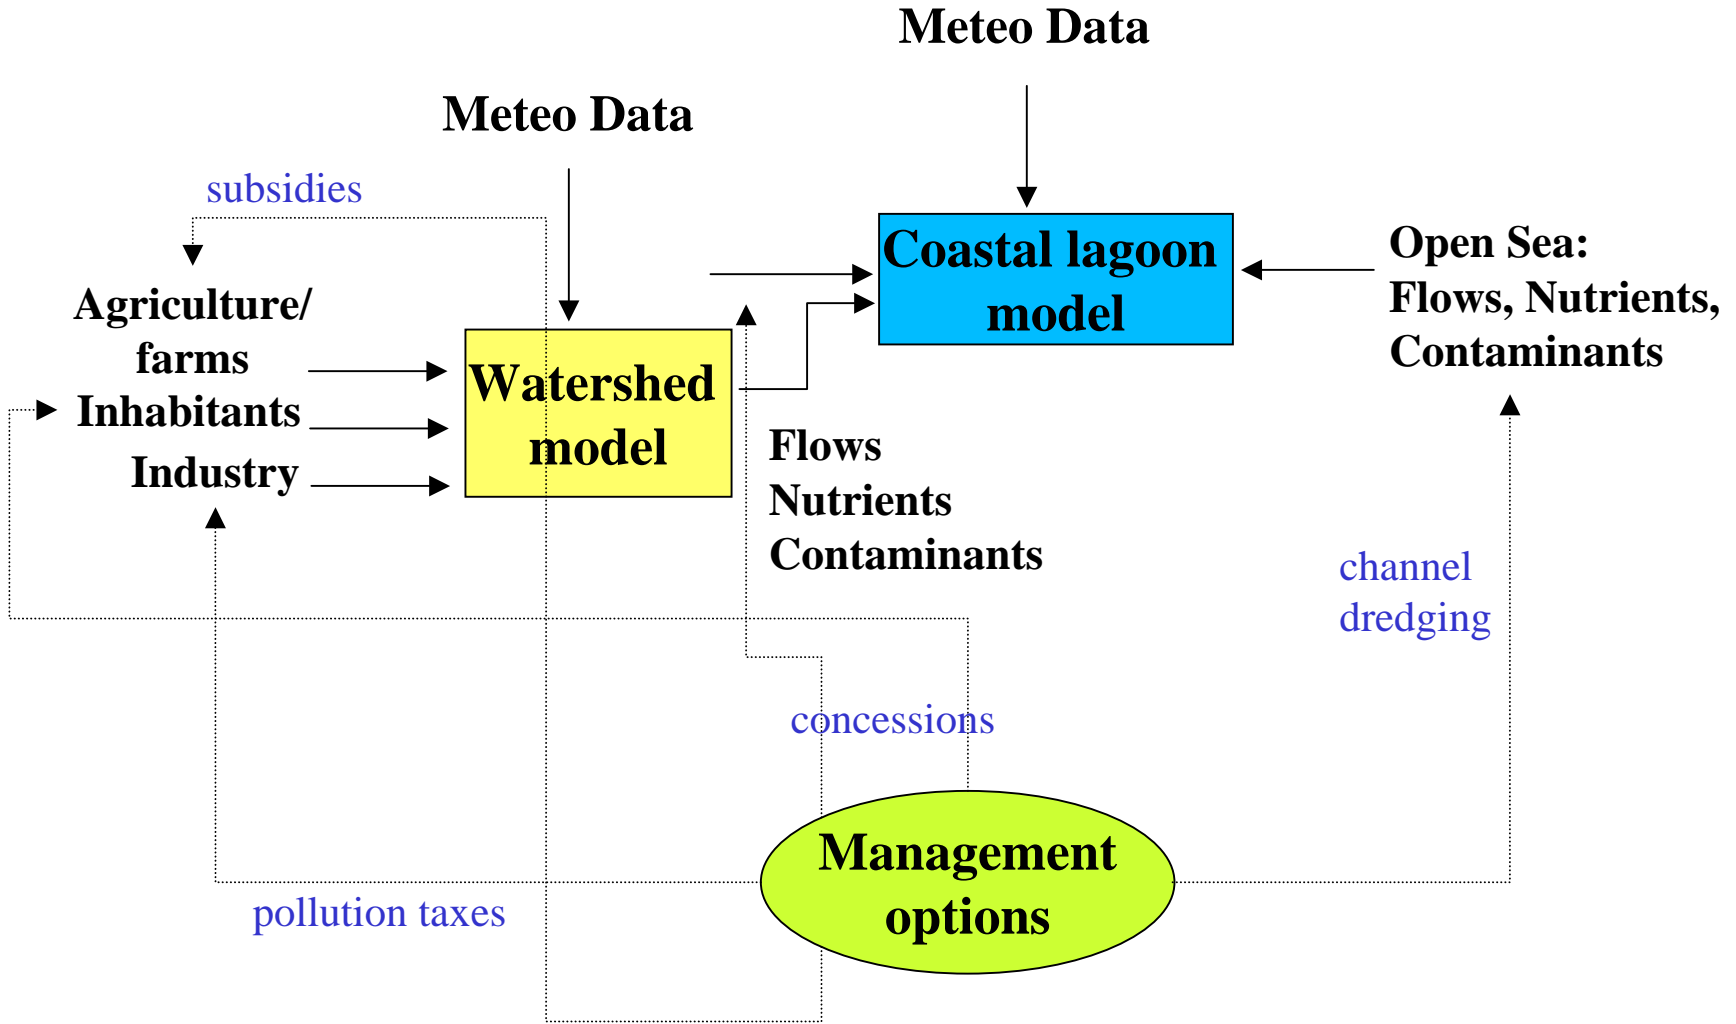 Meteo Data
Meteo Data
subsidies
Coastal lagoon
model
Open Sea:
Flows, Nutrients,
Contaminants
Agriculture/
farms
Inhabitants
Industry
Watershed
model
Flows
Nutrients
Contaminants
channel
dredging
concessions
Management
options
pollution taxes